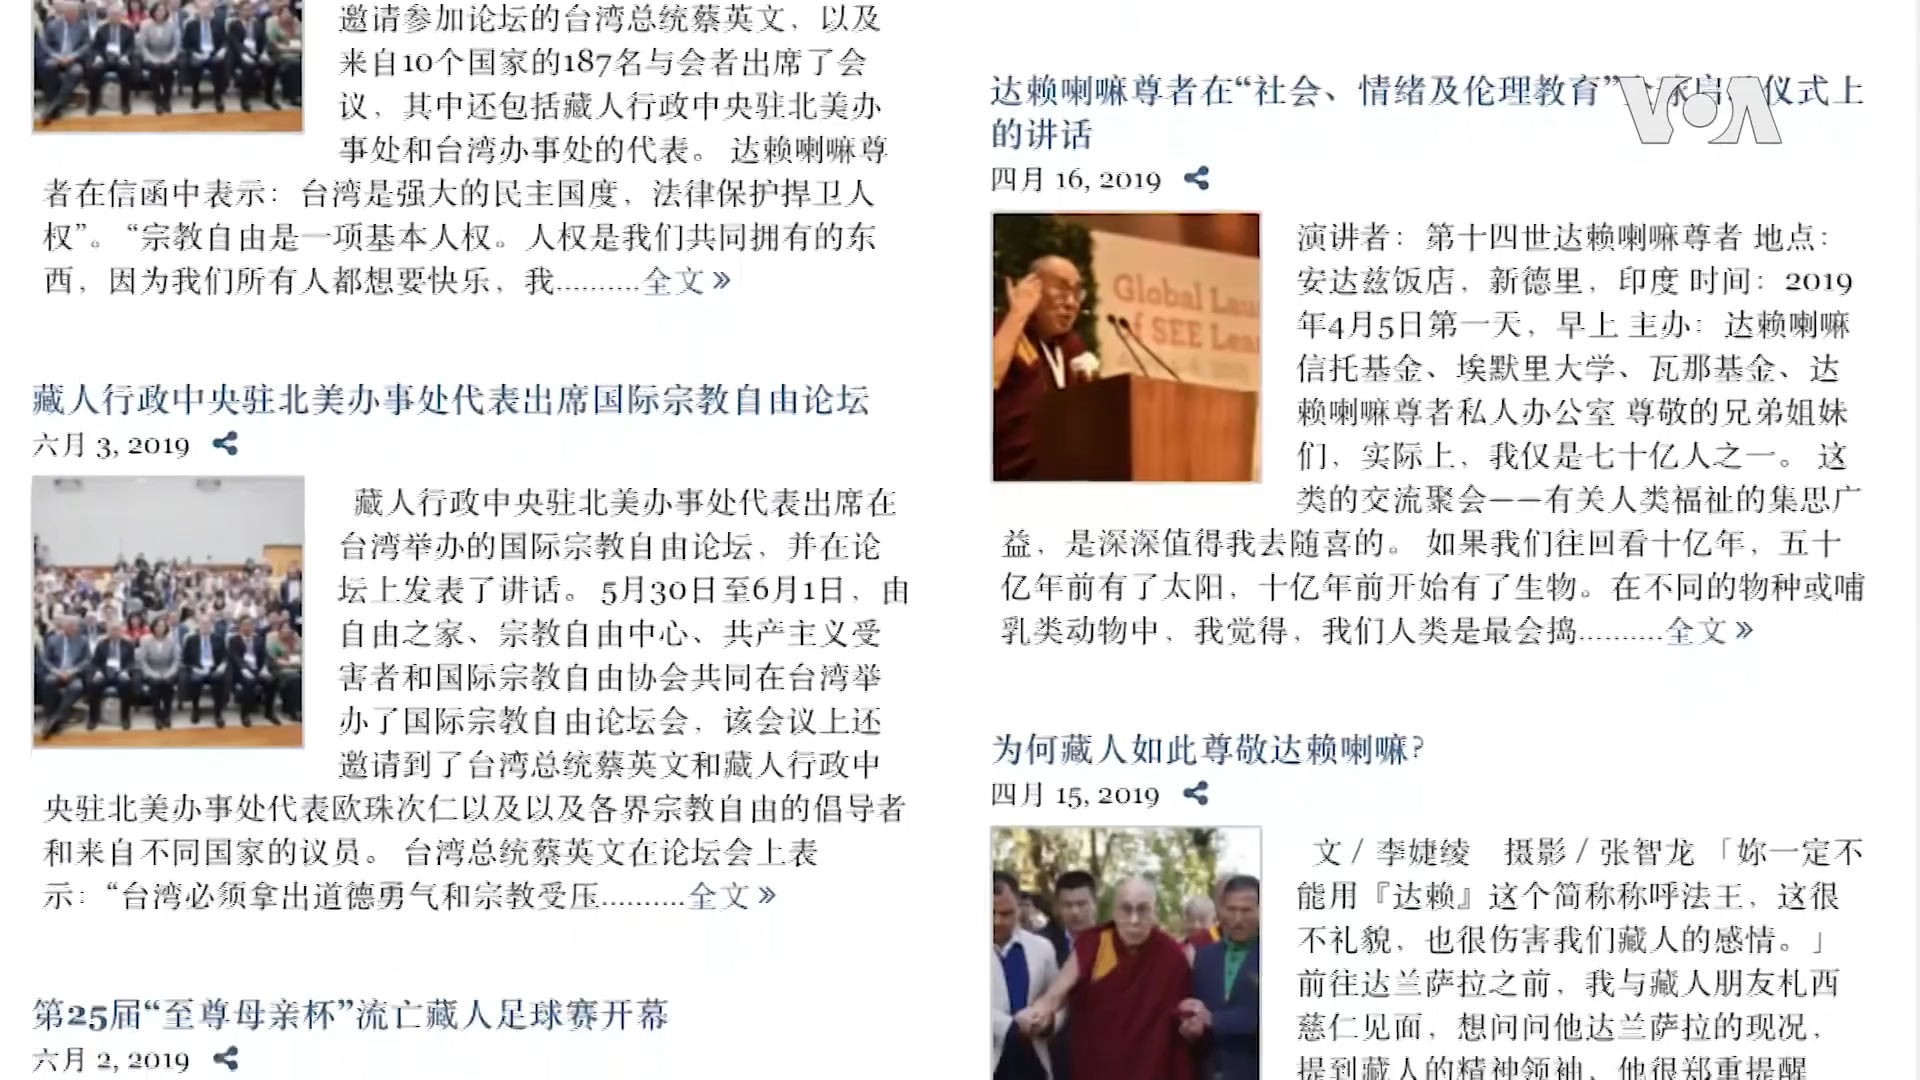 邀请参加论坛的台湾总统蔡英文，以及
来自10个国家的187名与会者出席了会
议，其中还包括藏人行政中央驻北美办
事处和台湾办事处的代表。 达赖喇嘛尊
者在信函中表示：台湾是强大的民主国度，法律保护捍卫人
权”。“宗教自由是一项基本人权。人权是我们共同拥有的东
西，因为我们所有人都想要快乐，我..........全文 »
藏人行政中央驻北美办事处代表出席国际宗教自由论坛
六月 3, 2019
藏人行政中央驻北美办事处代表出席在
台湾举办的国际宗教自由论坛，并在论
坛上发表了讲话。 5月30日至6月1日，由
自由之家、宗教自由中心、共产主义受
害者和国际宗教自由协会共同在台湾举
办了国际宗教自由论坛会，该会议上还
邀请到了台湾总统蔡英文和藏人行政中
央驻北美办事处代表欧珠次仁以及以及各界宗教自由的倡导者
和来自不同国家的议员。 台湾总统蔡英文在论坛会上表
示：“台湾必须拿出道德勇气和宗教受压..........全文 »
第25届“至尊母亲杯”流亡藏人足球赛开幕
六月 2, 2019
达赖喇嘛尊者在“社会、情绪及伦理教育”仪式上
的讲话
VOA
四月 16, 2019
Global Lau
of SEE Lea
演讲者：第十四世达赖喇嘛尊者 地点：
安达兹饭店，新德里，印度 时间：2019
年4月5日第一天，早上 主办：达赖喇嘛
信托基金、埃默里大学、瓦那基金、达
赖喇嘛尊者私人办公室 尊敬的兄弟姐妹
们，实际上，我仅是七十亿人之一。 这
类的交流聚会——有关人类福祉的集思广
益，是深深值得我去随喜的。 如果我们往回看十亿年，五十
亿年前有了太阳，十亿年前开始有了生物。在不同的物种或哺
乳类动物中，我觉得，我们人类是最会捣..........全文 »
为何藏人如此尊敬达赖喇嘛？
四月 15, 2019
文／李婕绫 摄影／张智龙 「妳一定不
能用『达赖』这个简称称呼法王，这很
不礼貌，也很伤害我们藏人的感情。」
前往达兰萨拉之前，我与藏人朋友札西
慈仁见面，想问问他达兰萨拉的现况，
提到藏人的精神领袖，他很郑重提醒